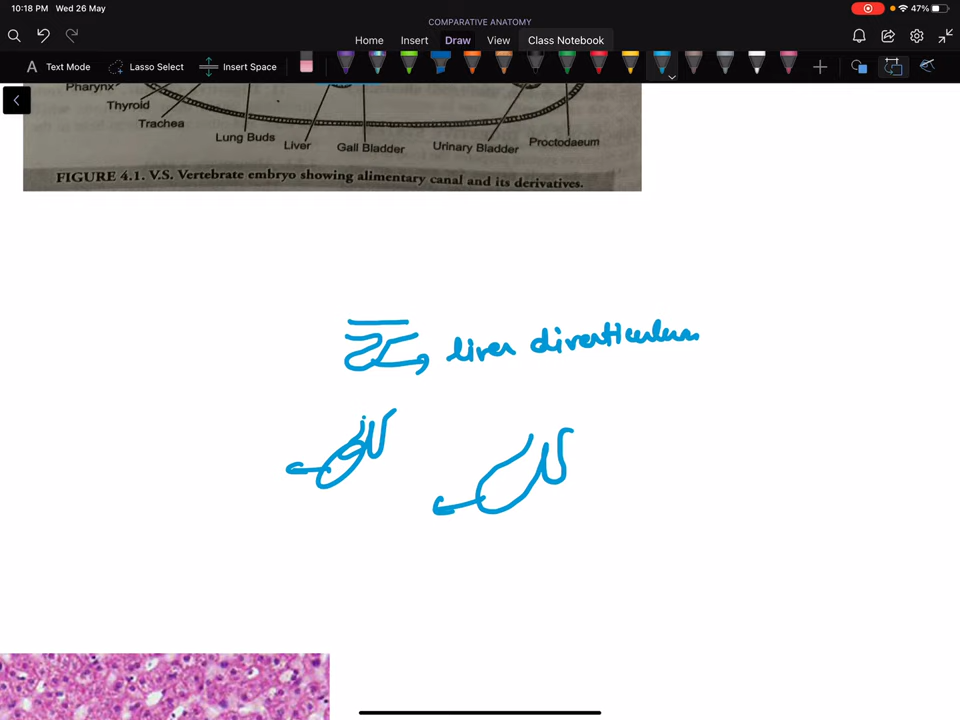 10:18 PM Wed 26 May
47%
COMPARATIVE ANATOMY
Home Insert Draw View Class Notebook
Text Mode Lasso Select Insert Space
Pharynx
Thyroid
Trachea
Lung Buds
Liver
Gall Bladder
Urinary Bladder
Proctodaeum
FIGURE 4.1. V.S. Vertebrate embryo showing alimentary canal and its derivatives.
liver diverticulum